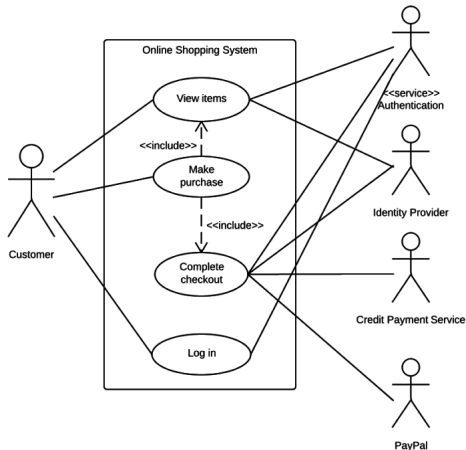 Online Shopping System
View items
<<service>>
Authentication
<<include>>
Make
purchase
Identity Provider
<<include>>
Customer
Complete
checkout
Credit Payment Service
Log in
PayPal